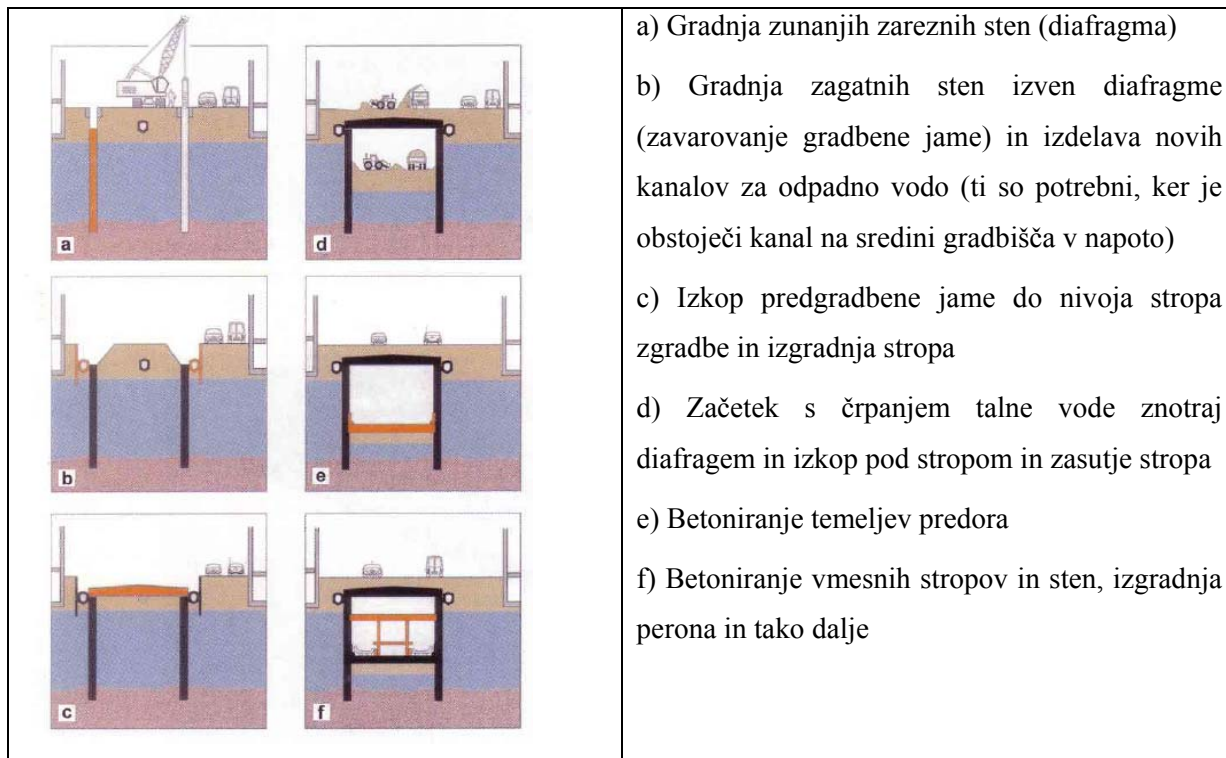 a
d
b
e
c
f
a) Gradnja zunanjih zareznih sten (diafragma)
b) Gradnja zagatnih sten izven diafragme
(zavarovanje gradbene jame) in izdelava novih
kanalov za odpadno vodo (ti so potrebni, ker je
obstoječi kanal na sredini gradbišča v napoto)
c) Izkop predgradbene jame do nivoja stropa
zgradbe in izgradnja stropa
d) Začetek s črpanjem talne vode znotraj
diafragem in izkop pod stropom in zasutje stropa
e) Betoniranje temeljev predora
f) Betoniranje vmesnih stropov in sten, izgradnja
perona in tako dalje